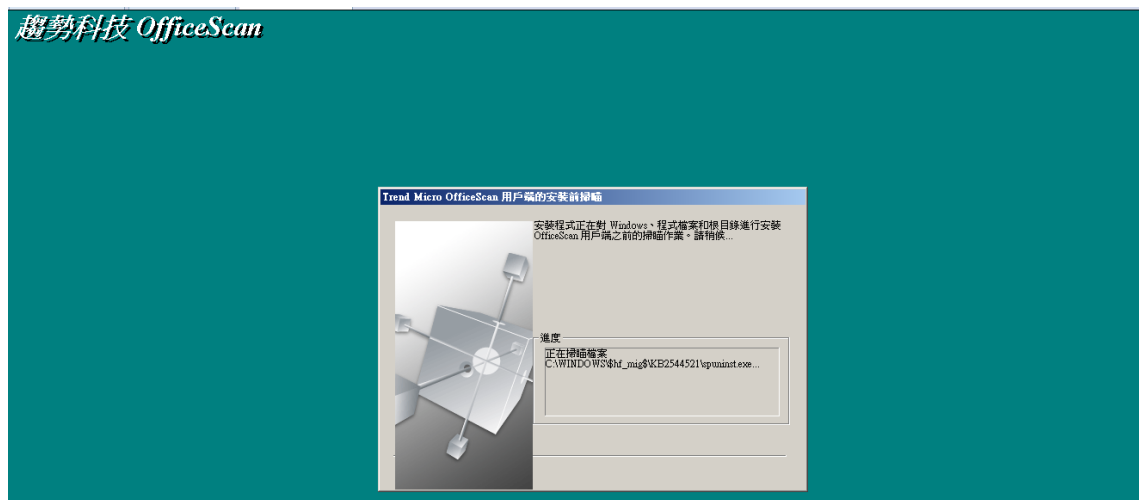 趨勢科技 OfficeScan
Trend Micro OfficeScan 用戶端的安裝前掃瞄
安裝程式正在對 Windows、程式檔案和根目錄進行安裝
OfficeScan 用戶端之前的掃瞄作業。請稍候...
進度
正在掃瞄檔案
C:\WINDOWS\$hf_mig$\KB2544521\spuninst.exe...